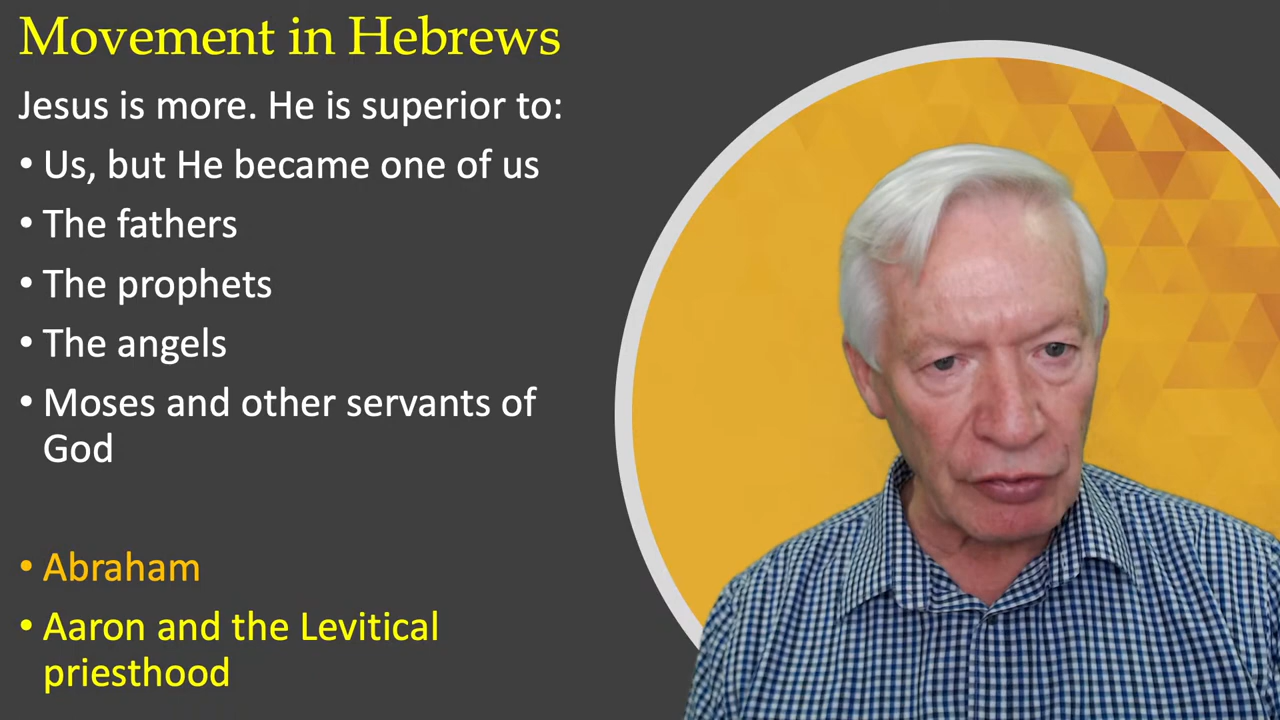 Movement in Hebrews
Jesus is more. He is superior to:
• Us, but He became one of us
• The fathers
• The prophets
• The angels
• Moses and other servants of
God
• Abraham
• Aaron and the Levitical
priesthood